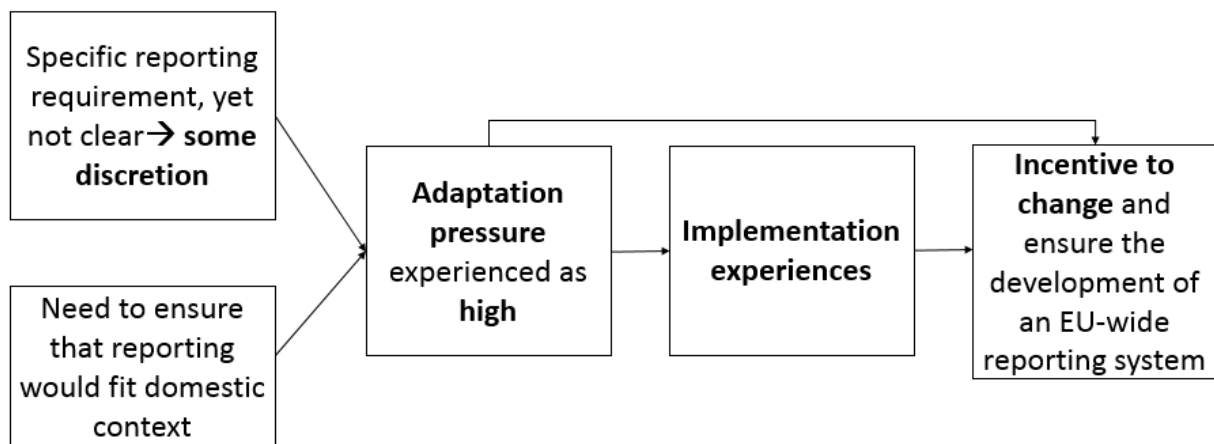 Specific reporting
requirement, yet
not clear→ some
discretion
Need to ensure
that reporting
would fit domestic
context
Adaptation
pressure
experienced as
high
Implementation
experiences
Incentive to
change and
ensure the
development of
an EU-wide
reporting system